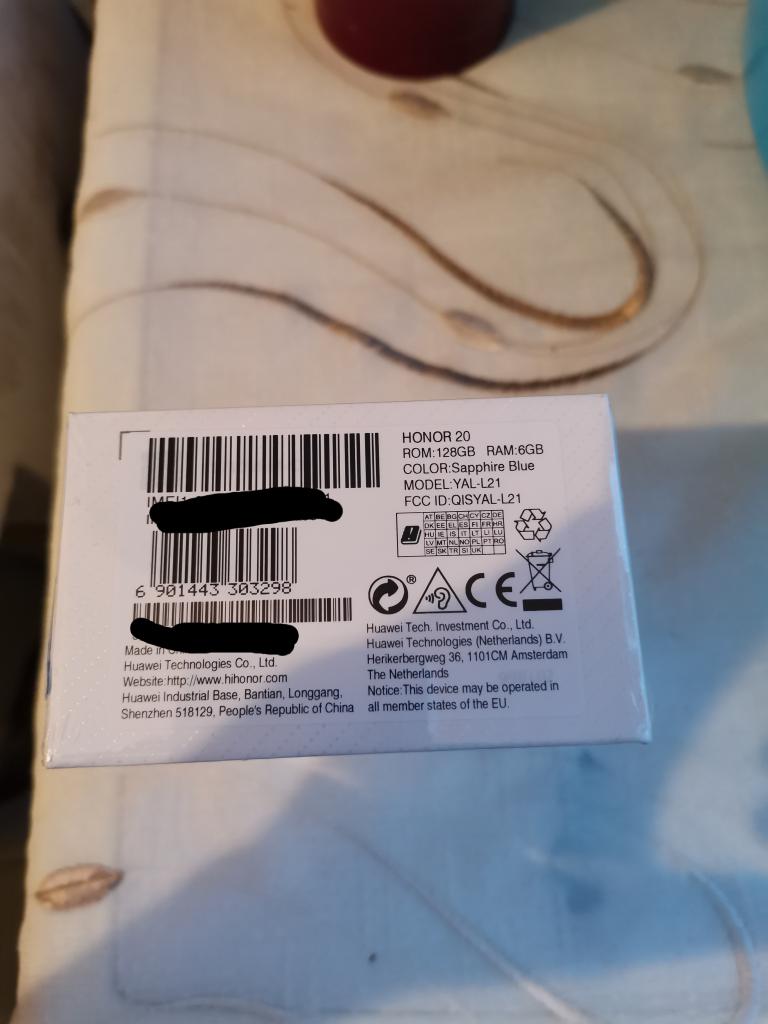 HONOR 20
ROM:128GB RAM:6GB
COLOR:Sapphire Blue
MODEL:YAL-L21
FCC ID:QISYAL-L21
AT BE BG CH CY CZ DE
DK EE EL ES FI FR HR
HU IE IS IT LT LI LU
LV MT NL NO PL PT RO
SE SK TR SI UK
6 901443 303298
Made in
Huawei Technologies Co., Ltd.
Website:http://www.hihonor.com
Huawei Industrial Base, Bantian, Longgang,
Shenzhen 518129, People's Republic of China
® CE
Huawei Tech. Investment Co., Ltd.
Huawei Technologies (Netherlands) B.V.
Herikerbergweg 36, 1101CM Amsterdam
The Netherlands
Notice:This device may be operated in
all member states of the EU.